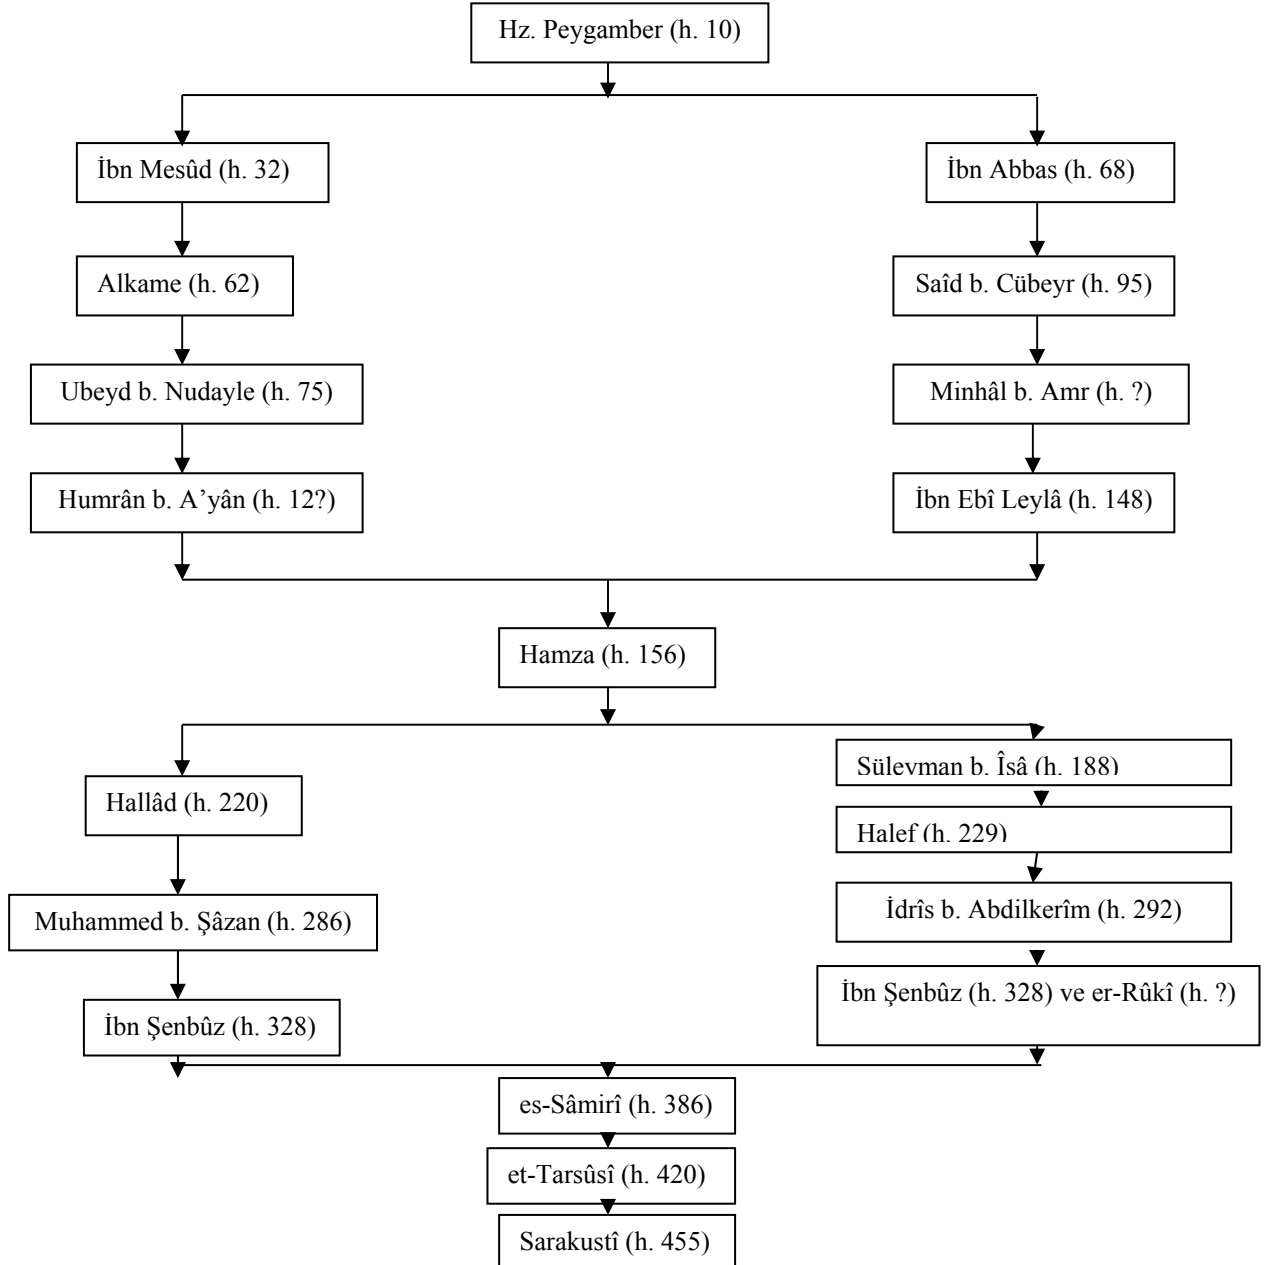 Hz. Peygamber (h. 10)
İbn Mesûd (h. 32)
İbn Abbas (h. 68)
Alkame (h. 62)
Saîd b. Cübeyr (h. 95)
Ubeyd b. Nudayle (h. 75)
Minhâl b. Amr (h. ?)
Humrân b. A’yân (h. 12?)
İbn Ebî Leylâ (h. 148)
Hamza (h. 156)
Süleyman b. Îsâ (h. 188)
Hallâd (h. 220)
Halef (h. 229)
Muhammed b. Şâzan (h. 286)
İdrîs b. Abdilkerîm (h. 292)
İbn Şenbûz (h. 328)
İbn Şenbûz (h. 328) ve er-Rûkî (h. ?)
es-Sâmirî (h. 386)
et-Tarsûsî (h. 420)
Sarakustî (h. 455)